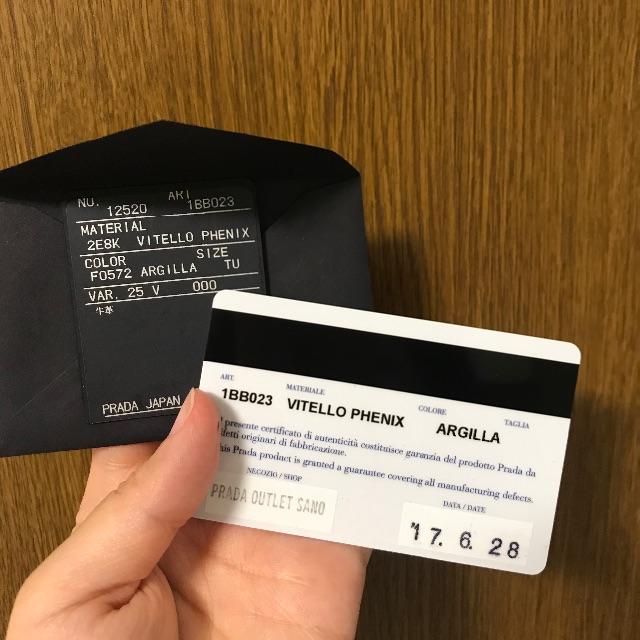 NO. ART
12520 1BB023
MATERIAL
2E8K VITELLO PHENIX
COLOR SIZE
F0572 ARGILLA TU
VAR. 25 V 000
牛革
PRADA JAPAN
ART. MATERIALE COLORE TAGLIA
1BB023 VITELLO PHENIX ARGILLA
presente certificato di autenticità costituisce garanzia del prodotto Prada da
difetti originari di fabbricazione.
This Prada product is granted a guarantee covering all manufacturing defects.
NEGOZIO / SHOP DATA / DATE
PRADA OUTLET SANO '17. 6. 28